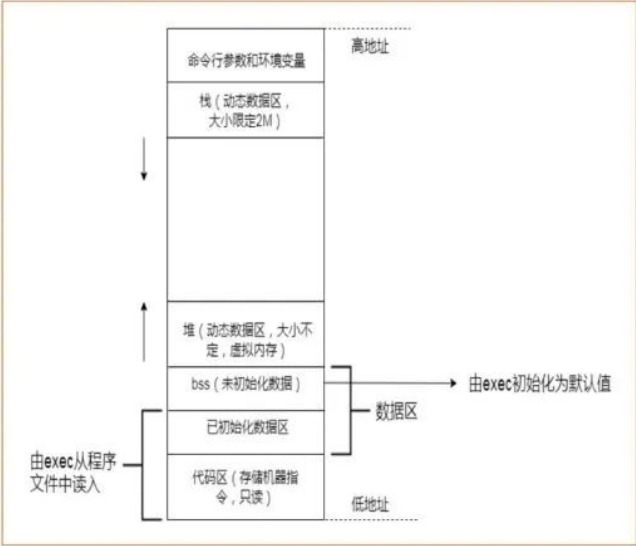 高地址
命令行参数和环境变量
栈（动态数据区，
大小限定2M）
堆（动态数据区，大小不
定，虚拟内存）
bss（未初始化数据）
由exec初始化为默认值
数据区
已初始化数据区
由exec从程序
文件中读入
代码区（存储机器指
令，只读）
低地址